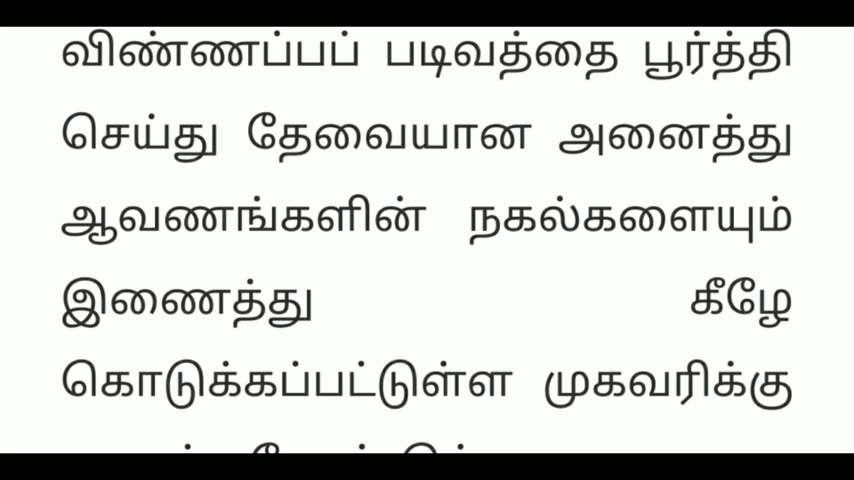 விண்ணப்பப் படிவத்தை பூர்த்தி
செய்து தேவையான அனைத்து
ஆவணங்களின் நகல்களையும்
இணைத்து கீழே
கொடுக்கப்பட்டுள்ள முகவரிக்கு